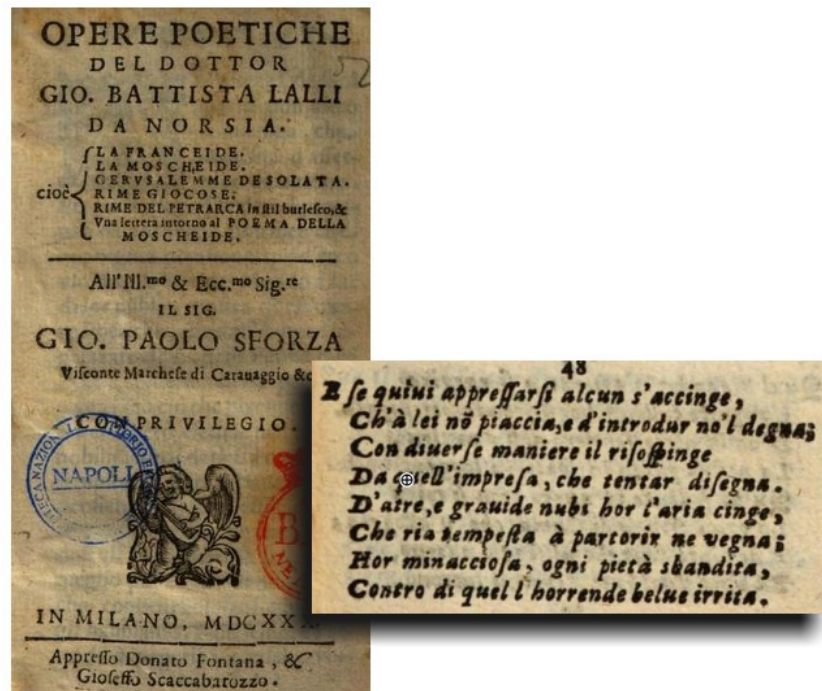 OPERE POETICHE
DEL DOTTOR
GIO. BATTISTA LALLI
DA NORSIA.
cioè
LA FRANCEIDE.
LA MOSCHEIDE.
GERVSALEMME DESOLATA.
RIME GIOCOSE.
RIME DEL PETRARCA in stil burlesco, &
Vna lettera intorno al POEMA DELLA
MOSCHEIDE.
All' Ill.mo & Ecc.mo Sig.re
IL SIG.
GIO. PAOLO SFORZA
Visconte Marchese di Carauaggio &c
CON PRIVILEGIO.
NAPOLI
IN MILANO, MDCXXX
Appresso Donato Fontana, &
Gioseffo Scaccabarozzo.
48
E se quiui appressarsi alcun s'accinge,
Ch'à lei nõ piaccia, e d'introdur no'l degna;
Con diuerse maniere il risospinge
Da quell'impresa, che tentar disegna.
D'atre, e grauide nubi hor l'aria cinge,
Che ria tempesta à partorir ne vegna;
Hor minacciosa, ogni pietà sbandita,
Contro di quel l'horrende belue irrita.